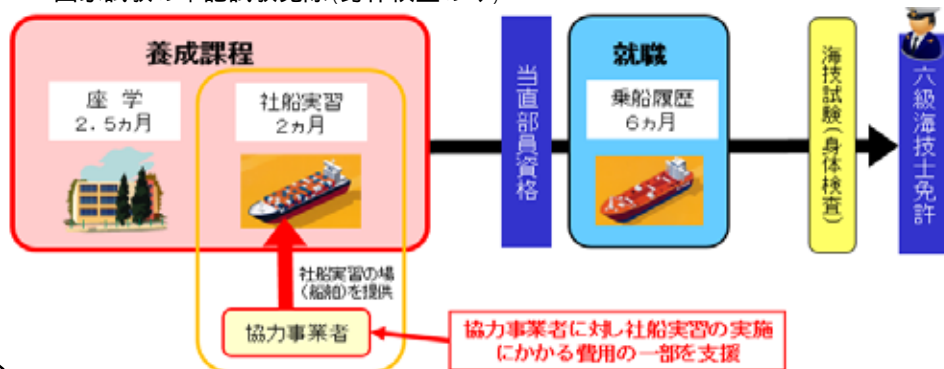 養成課程
座 学
2.5ヵ月
社船実習
2ヵ月
社船実習の場
(船舶)を提供
協力事業者
協力事業者に対し社船実習の実施
にかかる費用の一部を支援
当直部員資格
就職
乗船履歴
6ヵ月
海技試験(身体検査)
六級海技士免許